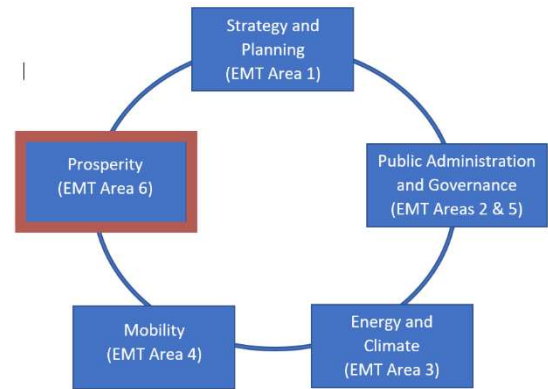 Strategy and
Planning
(EMT Area 1)
Prosperity
(EMT Area 6)
Public Administration
and Governance
(EMT Areas 2 & 5)
Mobility
(EMT Area 4)
Energy and
Climate
(EMT Area 3)